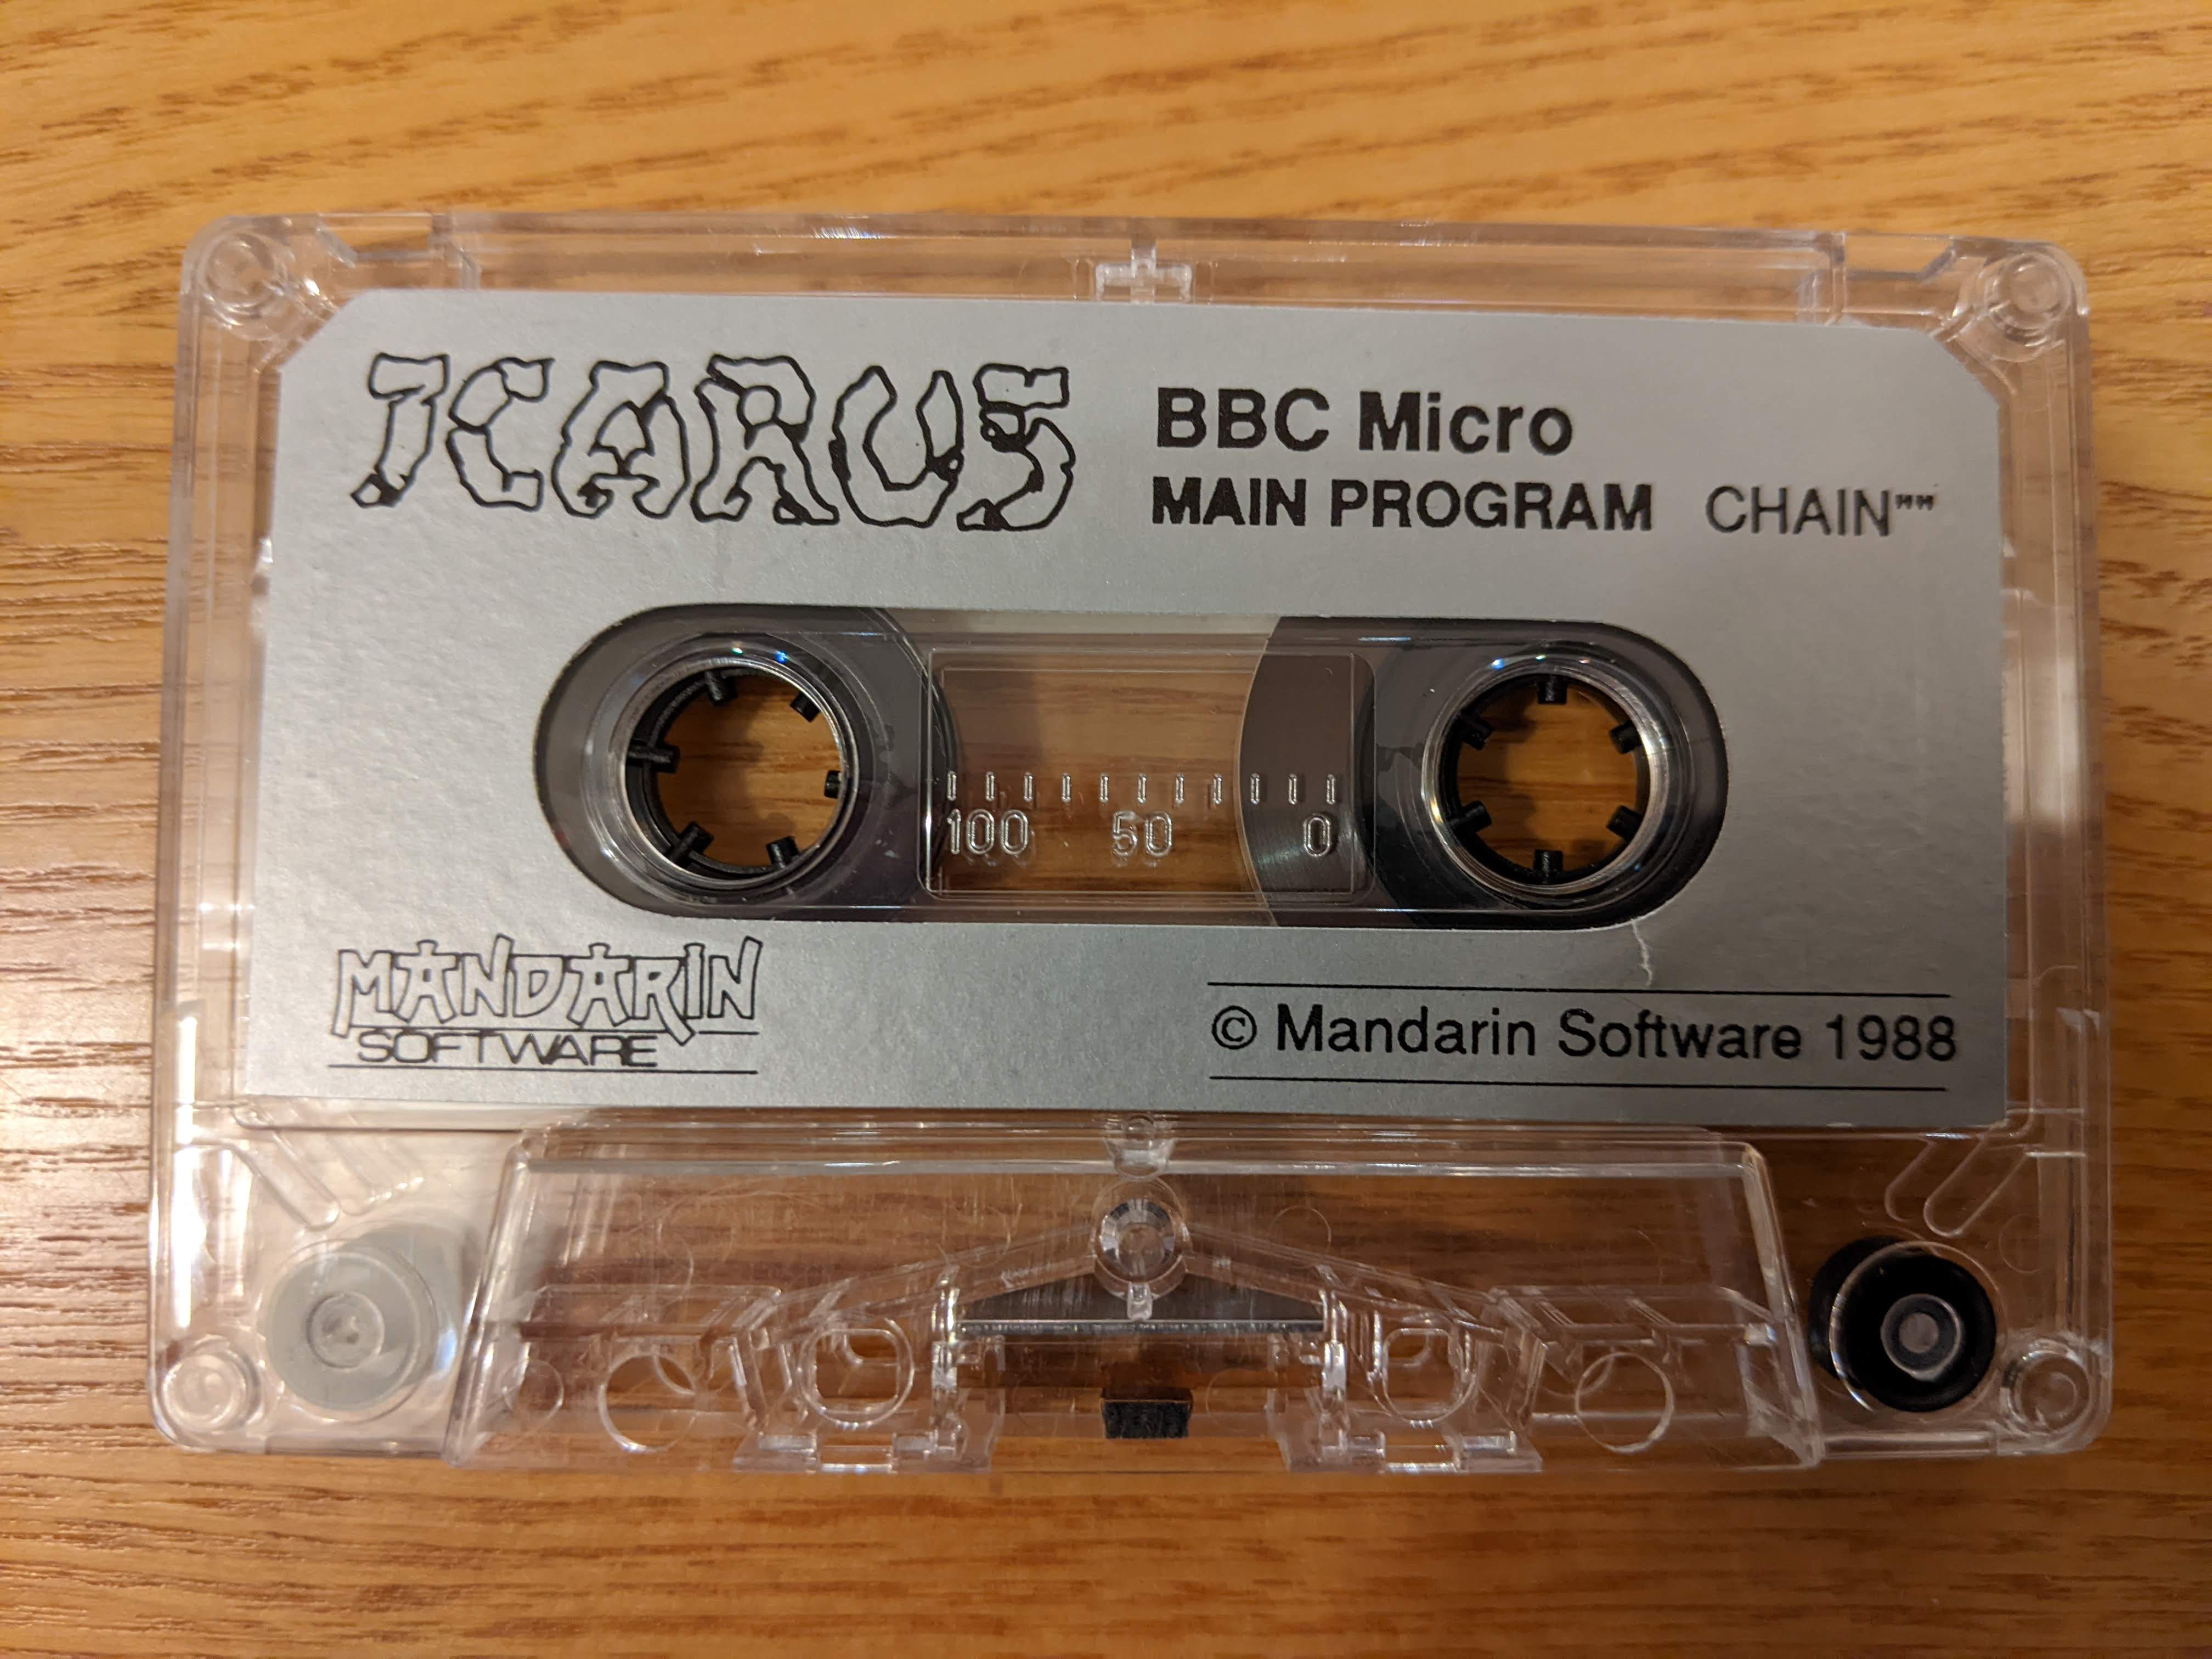 ICARUS
BBC Micro
MAIN PROGRAM CHAIN""
100 50 0
MANDARIN
SOFTWARE
© Mandarin Software 1988